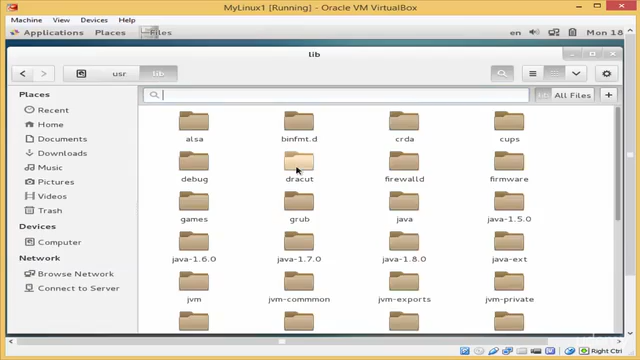 MyLinux1 [Running] - Oracle VM VirtualBox
Machine View Devices Help
Applications Places Files en Mon 18
lib
usr lib
Places
Recent
Home
Documents
Downloads
Music
Pictures
Videos
Trash
Devices
Computer
Network
Browse Network
Connect to Server
All Files
alsa binfmt.d crda cups
debug dracut firewalld firmware
games grub java java-1.5.0
java-1.6.0 java-1.7.0 java-1.8.0 java-ext
jvm jvm-commmon jvm-exports jvm-private
Right Ctrl